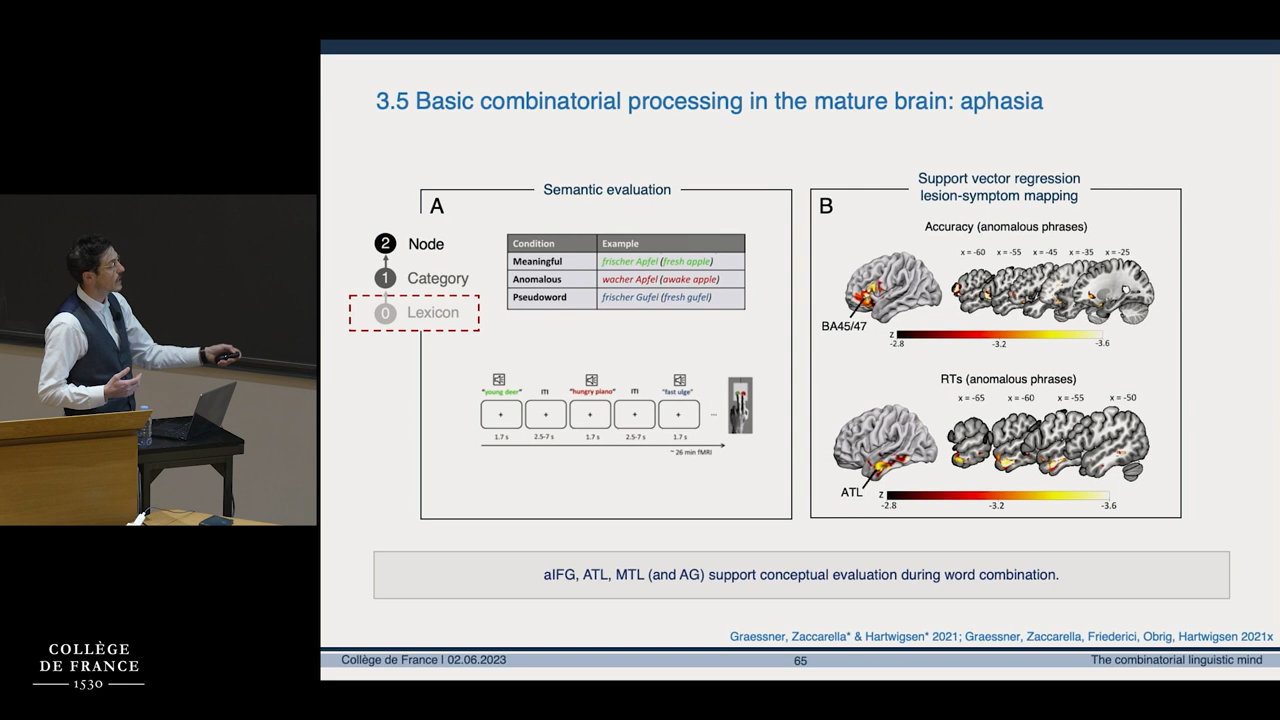 3.5 Basic combinatorial processing in the mature brain: aphasia
Semantic evaluation
A
2 Node
1 Category
0 Lexicon
Condition Example
Meaningful frischer Apfel (fresh apple)
Anomalous wacher Apfel (awake apple)
Pseudoword frischer Gufel (fresh gufel)
"young deer" ITI "hungry piano" ITI "fast ulge"
+ + + + + ...
1.7 s 2.5-7 s 1.7 s 2.5-7 s 1.7 s
~ 26 min fMRI
Support vector regression
lesion-symptom mapping
B
Accuracy (anomalous phrases)
x = -60 x = -55 x = -45 x = -35 x = -25
BA45/47
z
-2.8 -3.2 -3.6
RTs (anomalous phrases)
x = -65 x = -60 x = -55 x = -50
ATL
z
-2.8 -3.2 -3.6
aIFG, ATL, MTL (and AG) support conceptual evaluation during word combination.
Graessner, Zaccarella* & Hartwigsen* 2021; Graessner, Zaccarella, Friederici, Obrig, Hartwigsen 2021x
Collège de France I 02.06.2023 65 The combinatorial linguistic mind
COLLÈGE
DE FRANCE
1530